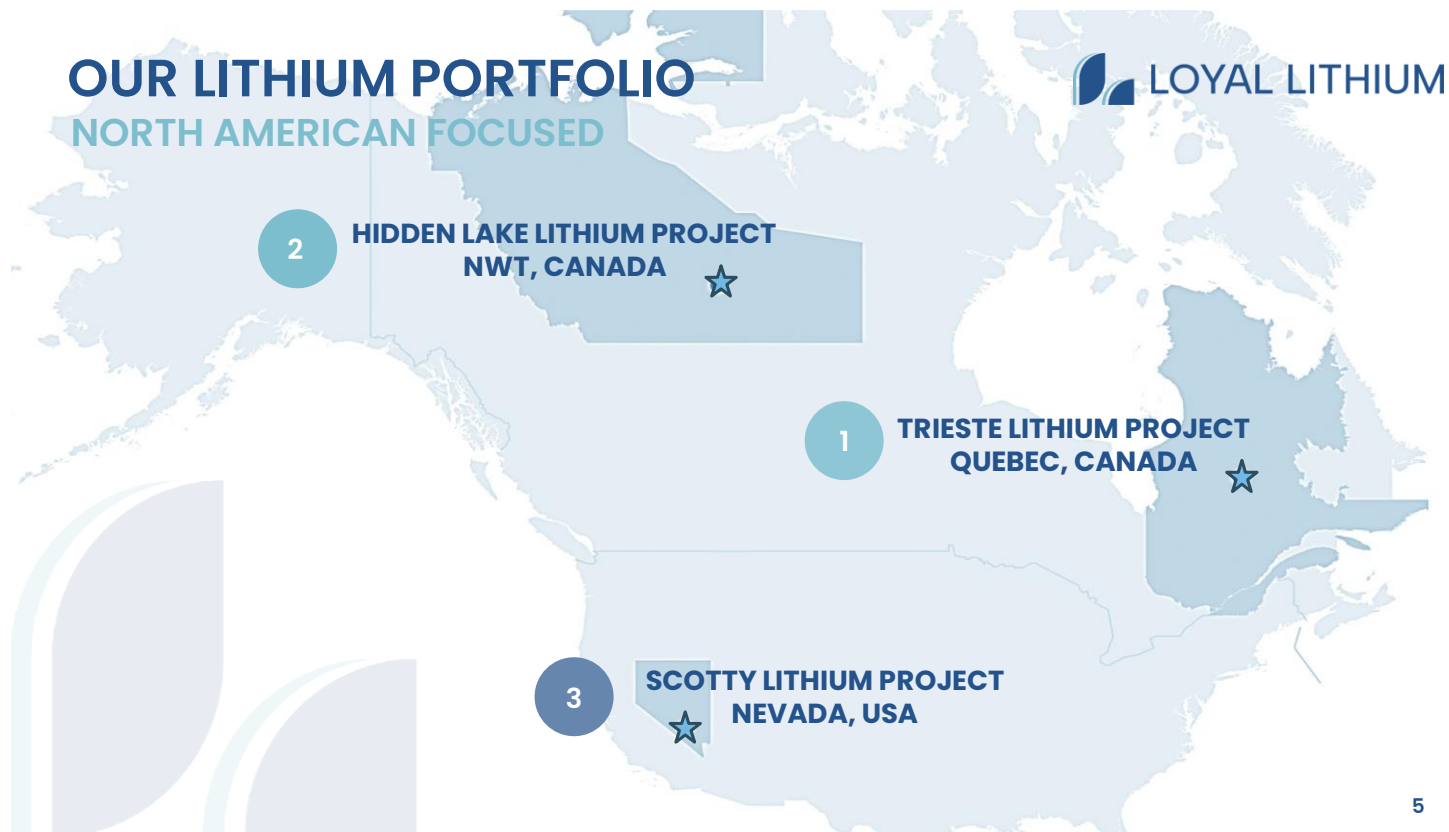 OUR LITHIUM PORTFOLIO
NORTH AMERICAN FOCUSED
LOYAL LITHIUM
2
HIDDEN LAKE LITHIUM PROJECT
NWT, CANADA
1
TRIESTE LITHIUM PROJECT
QUEBEC, CANADA
3
SCOTTY LITHIUM PROJECT
NEVADA, USA
5